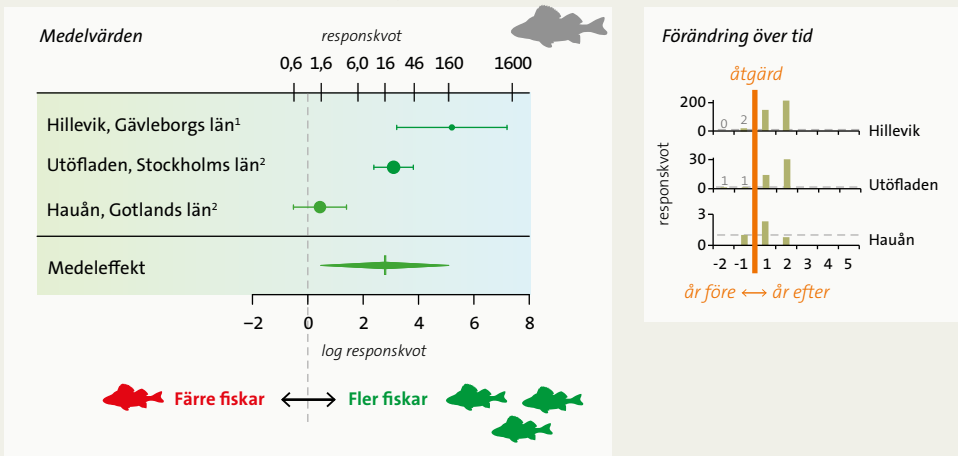 Medelvärden
responskvot
0,6 1,6 6,0 16 46 160 1600
Hillevik, Gävleborgs län¹
Utöfladen, Stockholms län²
Hauån, Gotlands län²
Medeleffekt
−2 0 2 4 6 8
log responskvot
Färre fiskar Fler fiskar
Förändring över tid
åtgärd
responskvot
200
0
0 2
Hillevik
30
0
1 1
Utöfladen
3
0
Hauån
-2 -1 1 2 3 4 5
år före ⟷ år efter